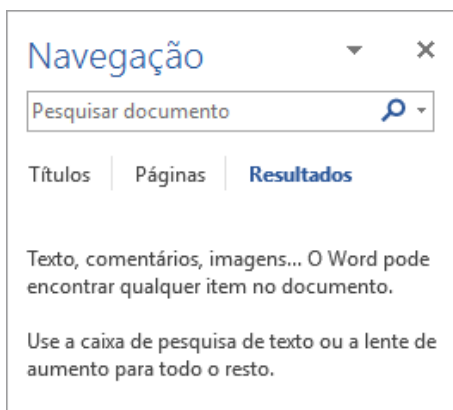 Navegação
Pesquisar documento
Títulos Páginas Resultados
Texto, comentários, imagens... O Word pode
encontrar qualquer item no documento.
Use a caixa de pesquisa de texto ou a lente de
aumento para todo o resto.